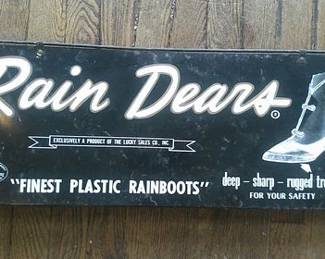 Rain Dears ®
EXCLUSIVELY A PRODUCT OF THE LUCKY SALES CO., INC.
"FINEST PLASTIC RAINBOOTS"
deep - sharp - rugged tr
FOR YOUR SAFETY